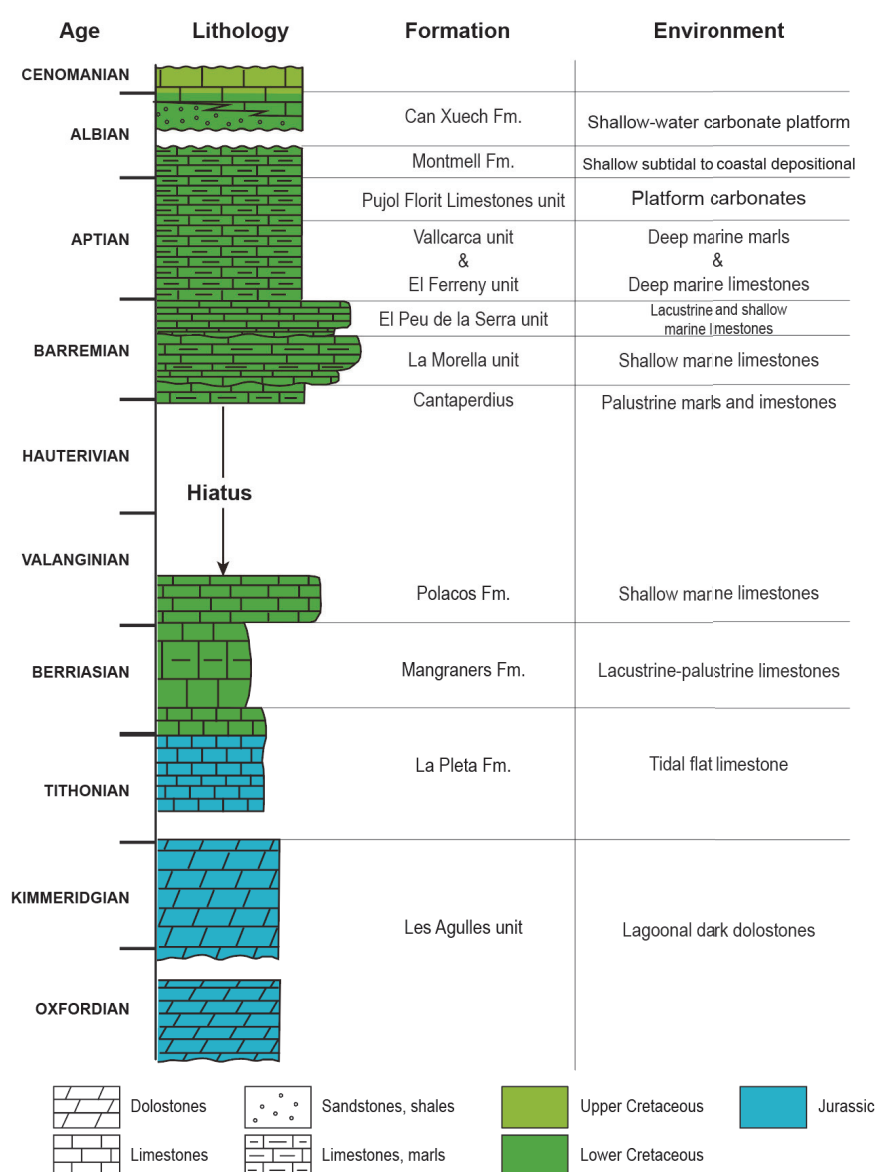 Age Lithology Formation Environment
CENOMANIAN
ALBIAN
Can Xuech Fm.
Shallow-water carbonate platform
Montmell Fm.
Shallow subtidal to coastal depositional
APTIAN
Pujol Florit Limestones unit
Platform carbonates
Vallcarca unit
&
El Ferreny unit
Deep marine marls
&
Deep marine limestones
BARREMIAN
El Peu de la Serra unit
Lacustrine and shallow
marine lmestones
La Morella unit
Shallow marine limestones
Cantaperdius
Palustrine marls and imestones
HAUTERIVIAN
Hiatus
VALANGINIAN
Polacos Fm.
Shallow marine limestones
BERRIASIAN
Mangraners Fm.
Lacustrine-palustrine limestones
TITHONIAN
La Pleta Fm.
Tidal flat limestone
KIMMERIDGIAN
Les Agulles unit
Lagoonal dark dolostones
OXFORDIAN
Dolostones
Sandstones, shales
Upper Cretaceous
Jurassic
Limestones
Limestones, marls
Lower Cretaceous